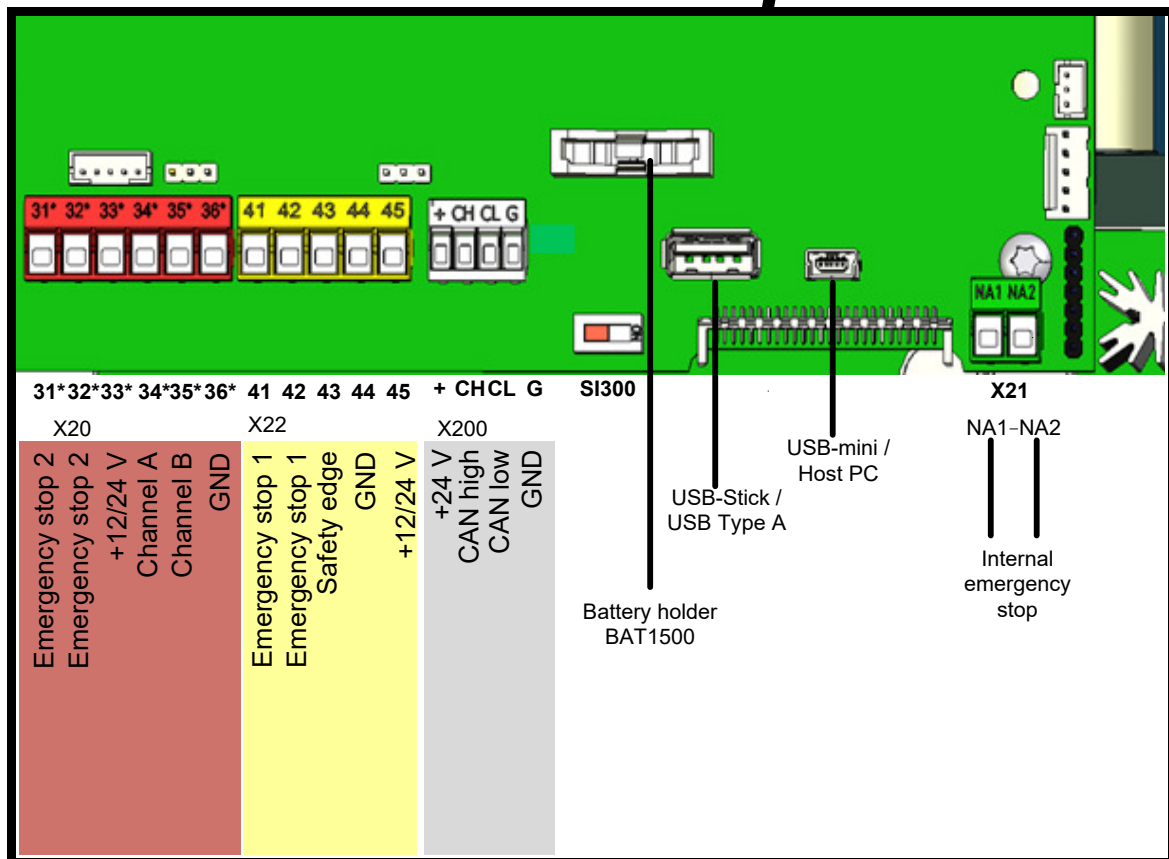 31* 32* 33* 34* 35* 36* 41 42 43 44 45 + CH CL G
NA1 NA2
31* 32* 33* 34* 35* 36* 41 42 43 44 45 + CH CL G SI300 X21
X20 X22 X200 NA1-NA2
Emergency stop 2
Emergency stop 2
+12/24 V
Channel A
Channel B
GND
Emergency stop 1
Emergency stop 1
Safety edge
GND
+12/24 V
+24 V
CAN high
CAN low
GND
Battery holder
BAT1500
USB-Stick /
USB Type A
USB-mini /
Host PC
Internal
emergency
stop